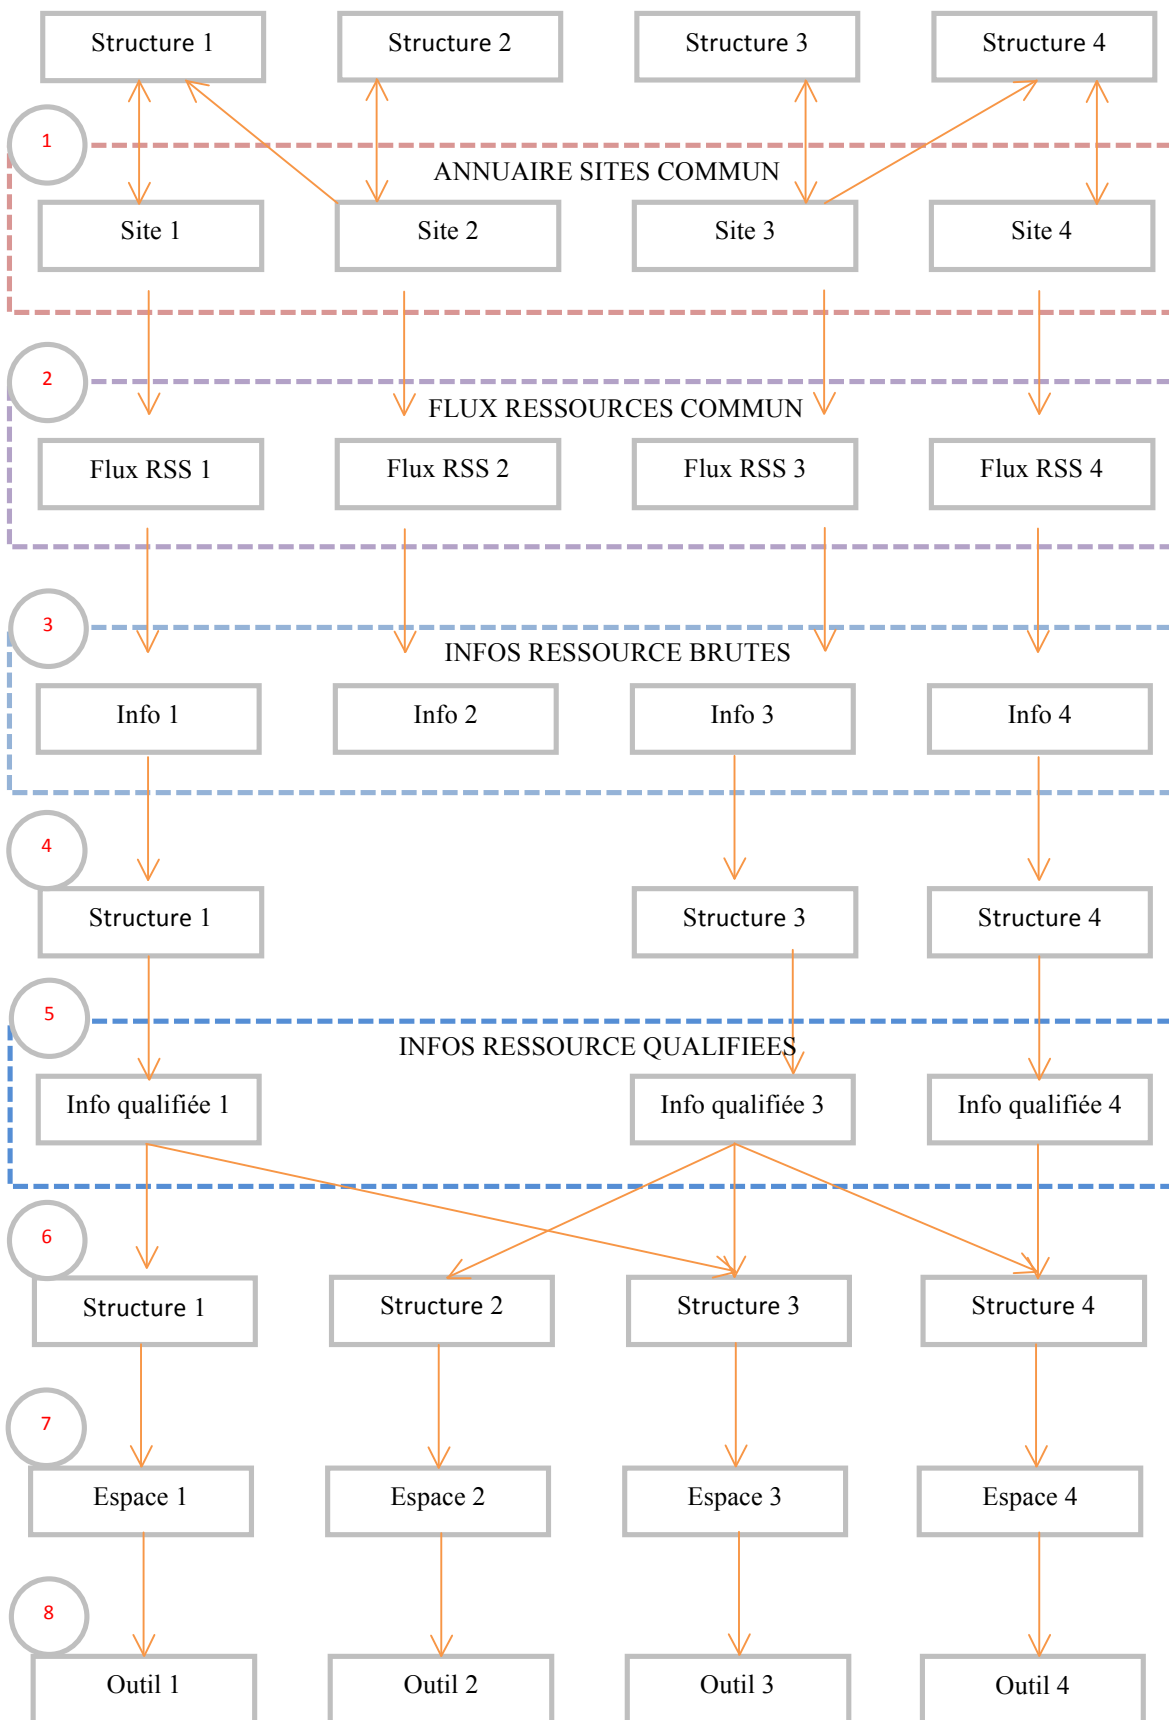 Structure 1 Structure 2 Structure 3 Structure 4
1
ANNUAIRE SITES COMMUN
Site 1 Site 2 Site 3 Site 4
2
FLUX RESSOURCES COMMUN
Flux RSS 1 Flux RSS 2 Flux RSS 3 Flux RSS 4
3
INFOS RESSOURCE BRUTES
Info 1 Info 2 Info 3 Info 4
4
Structure 1 Structure 3 Structure 4
5
INFOS RESSOURCE QUALIFIEES
Info qualifiée 1 Info qualifiée 3 Info qualifiée 4
6
Structure 1 Structure 2 Structure 3 Structure 4
7
Espace 1 Espace 2 Espace 3 Espace 4
8
Outil 1 Outil 2 Outil 3 Outil 4